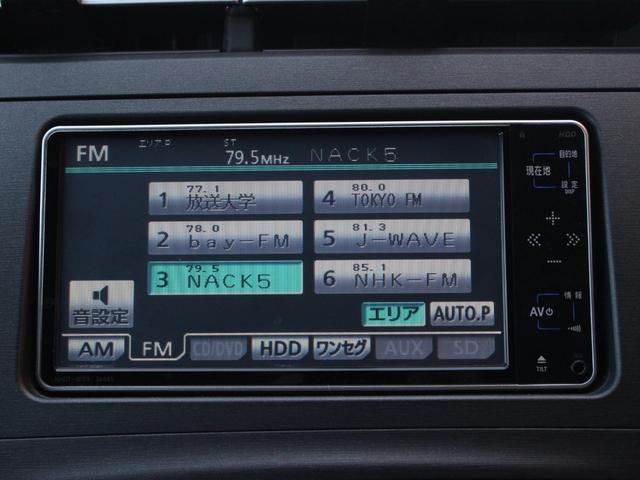 FM エリアP ST 79.5MHz NACK5
77.1
1 放送大学
80.0
4 TOKYO FM
78.0
2 bay-FM
81.3
5 J-WAVE
79.5
3 NACK5
85.1
6 NHK-FM
音設定
エリア AUTO.P
AM FM CD/DVD HDD ワンセグ AUX SD
HDD
目的地
現在地
設定
DISP
情報
AV
TILT